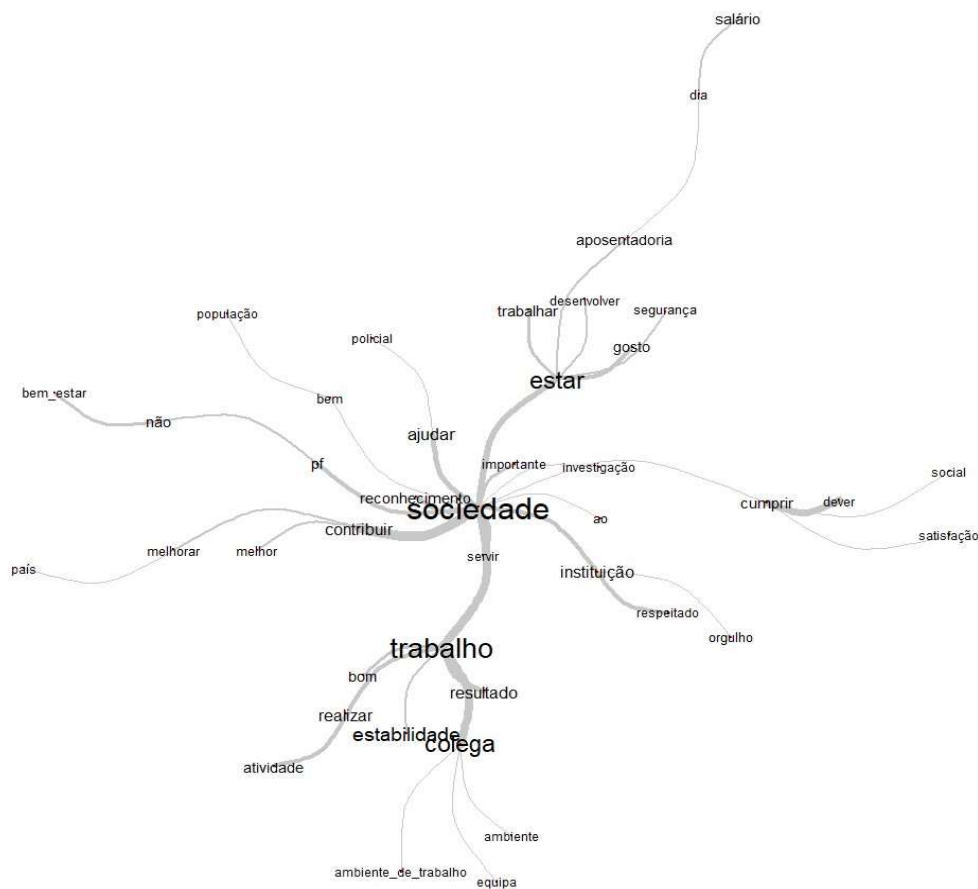 salário
dia
aposentadoria
desenvolver
trabalhar
segurança
população
policial
gosto
estar
bem_estar
bem
não
ajudar
pf
importante
investigação
social
reconhecimento
cumprir
dever
sociedade
ao
contribuir
satisfação
melhorar
melhor
servir
país
instituição
respeitado
orgulho
trabalho
bom
resultado
realizar
estabilidade
colega
atividade
ambiente
ambiente_de_trabalho
equipa